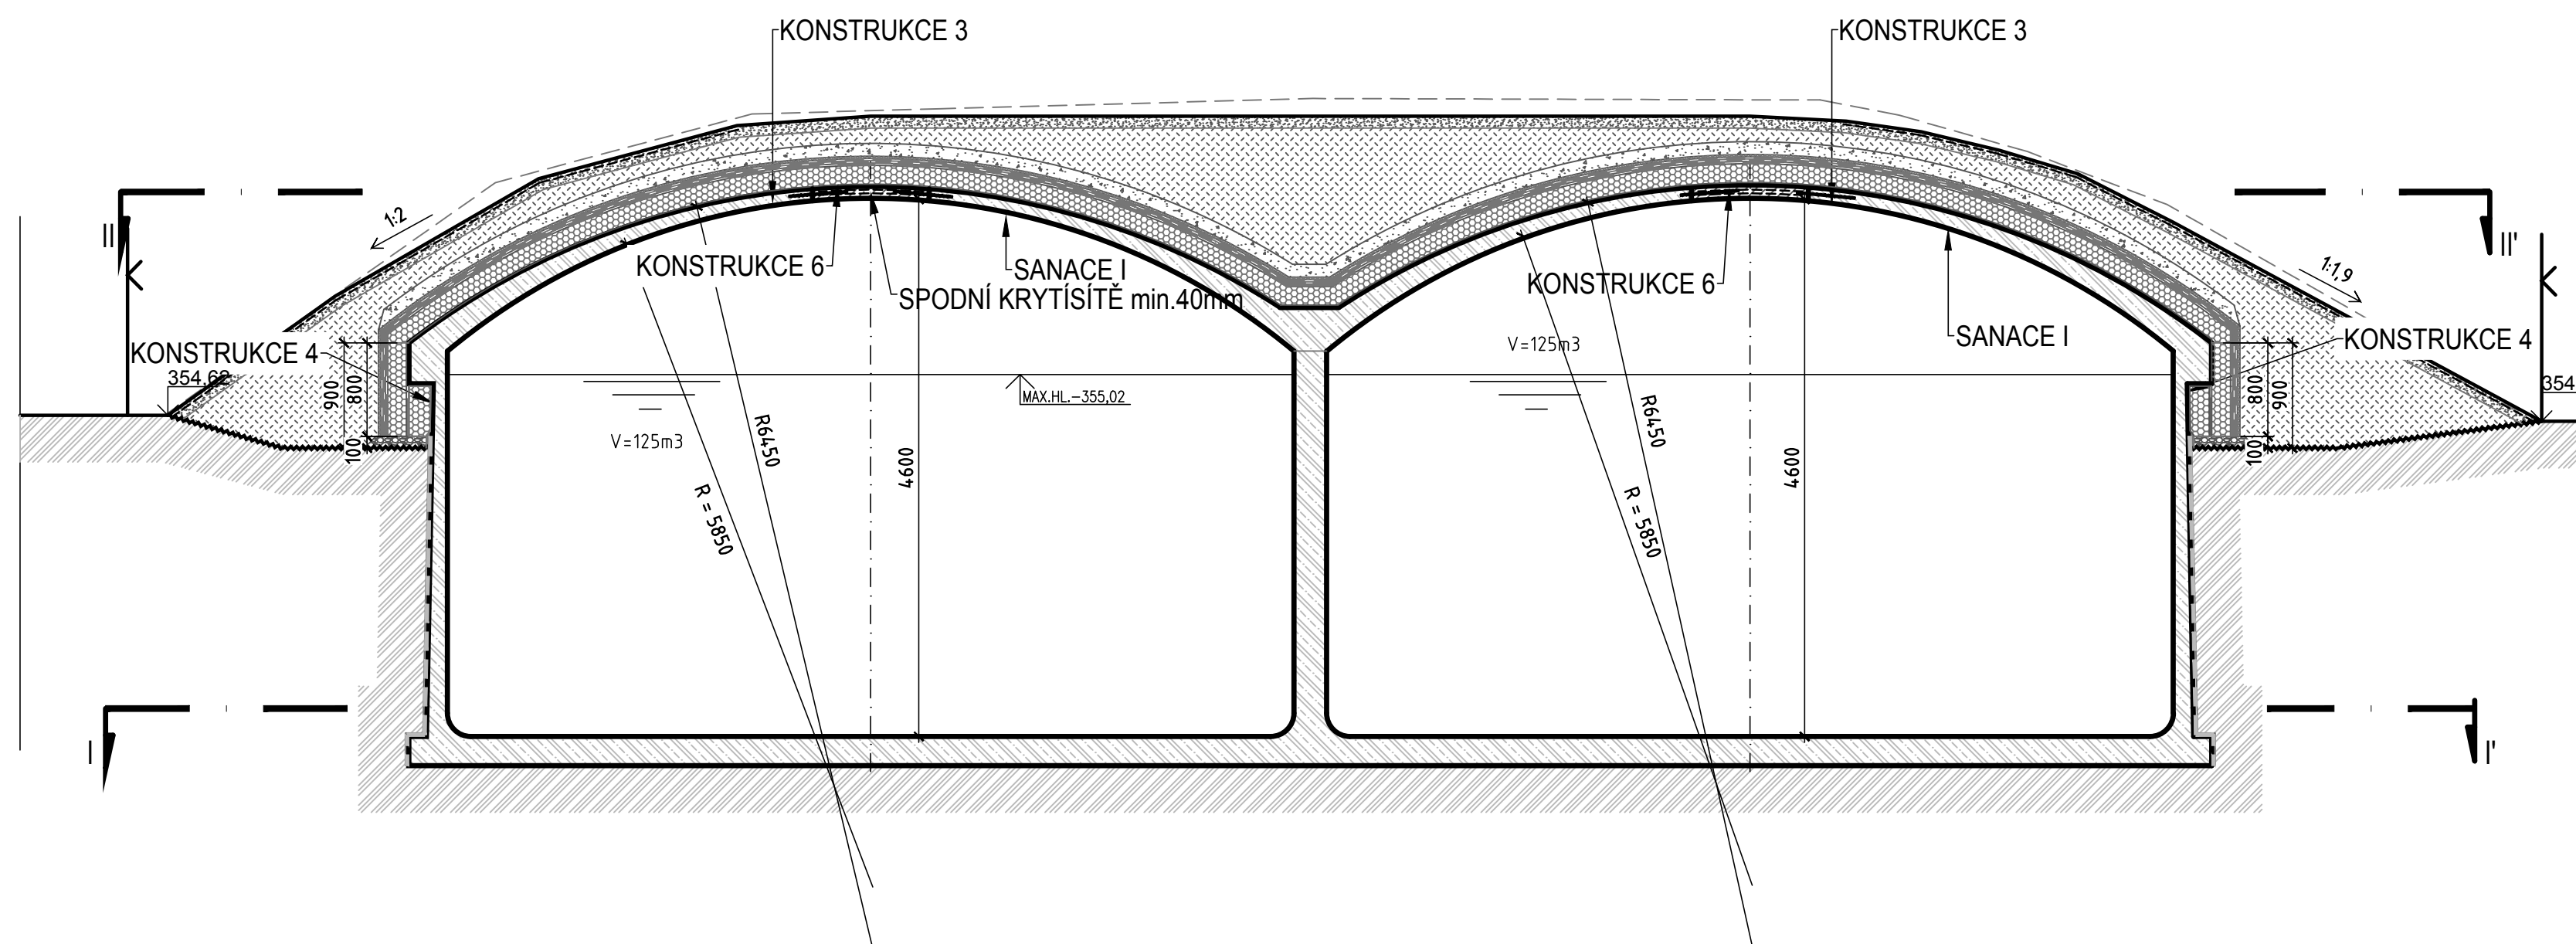 KONSTRUKCE 3
KONSTRUKCE 3
II
II'
1:2
1:1,9
KONSTRUKCE 6
SANACE I
SPODNÍ KRYTÍSÍTĚ min.40mm
KONSTRUKCE 6
SANACE I
KONSTRUKCE 4
KONSTRUKCE 4
354,62
354
900
800
100
800
900
100
MAX.HL.-355,02
V=125m3
V=125m3
R6450
R = 5850
4600
R6450
R = 5850
4600
I
I'